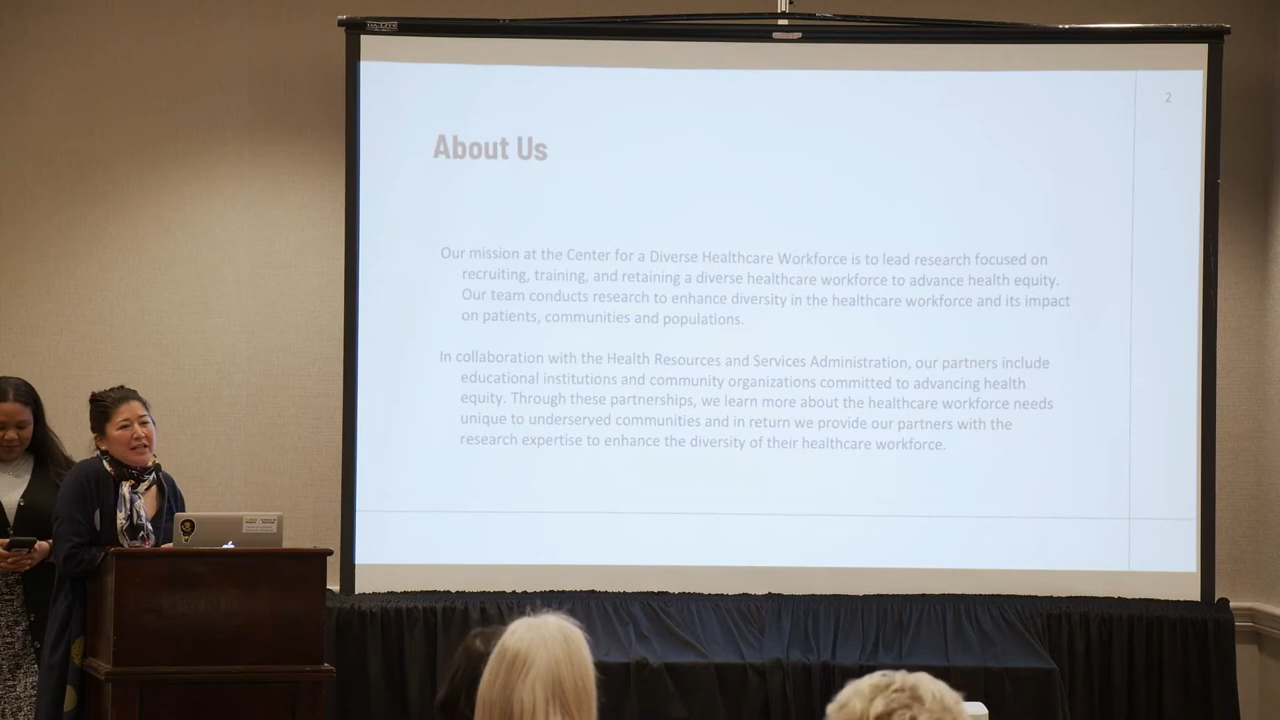 DA-LITE
2
About Us
Our mission at the Center for a Diverse Healthcare Workforce is to lead research focused on
recruiting, training, and retaining a diverse healthcare workforce to advance health equity.
Our team conducts research to enhance diversity in the healthcare workforce and its impact
on patients, communities and populations.
In collaboration with the Health Resources and Services Administration, our partners include
educational institutions and community organizations committed to advancing health
equity. Through these partnerships, we learn more about the healthcare workforce needs
unique to underserved communities and in return we provide our partners with the
research expertise to enhance the diversity of their healthcare workforce.